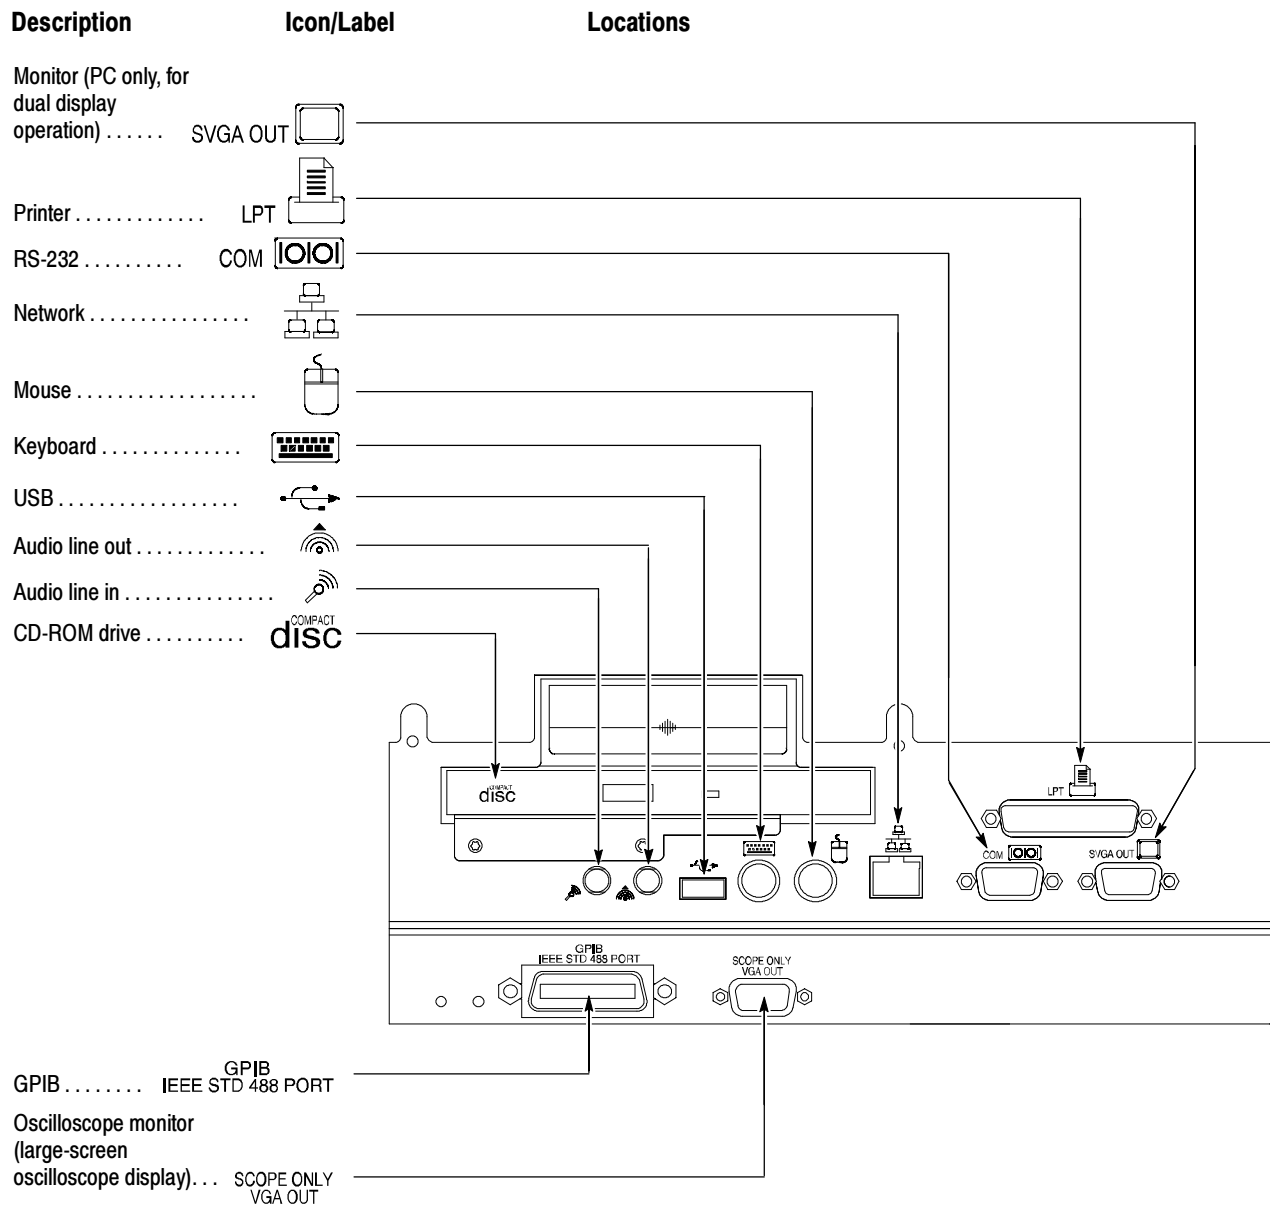 Description Icon/Label Locations
Monitor (PC only, for
dual display
operation) . . . . . . SVGA OUT
Printer . . . . . . . . . . . . . LPT
RS-232 . . . . . . . . . . COM
Network . . . . . . . . . . . . . . . .
Mouse . . . . . . . . . . . . . . . . . .
Keyboard . . . . . . . . . . . . . .
USB . . . . . . . . . . . . . . . . .
Audio line out . . . . . . . . . . . . .
Audio line in . . . . . . . . . . . . . . .
CD-ROM drive . . . . . . . . . . COMPACT disc
COMPACT
disc
LPT
COM
SVGA OUT
GPIB
IEEE STD 488 PORT
SCOPE ONLY
VGA OUT
GPIB . . . . . . . . GPIB
IEEE STD 488 PORT
Oscilloscope monitor
(large-screen
oscilloscope display). . . SCOPE ONLY
VGA OUT